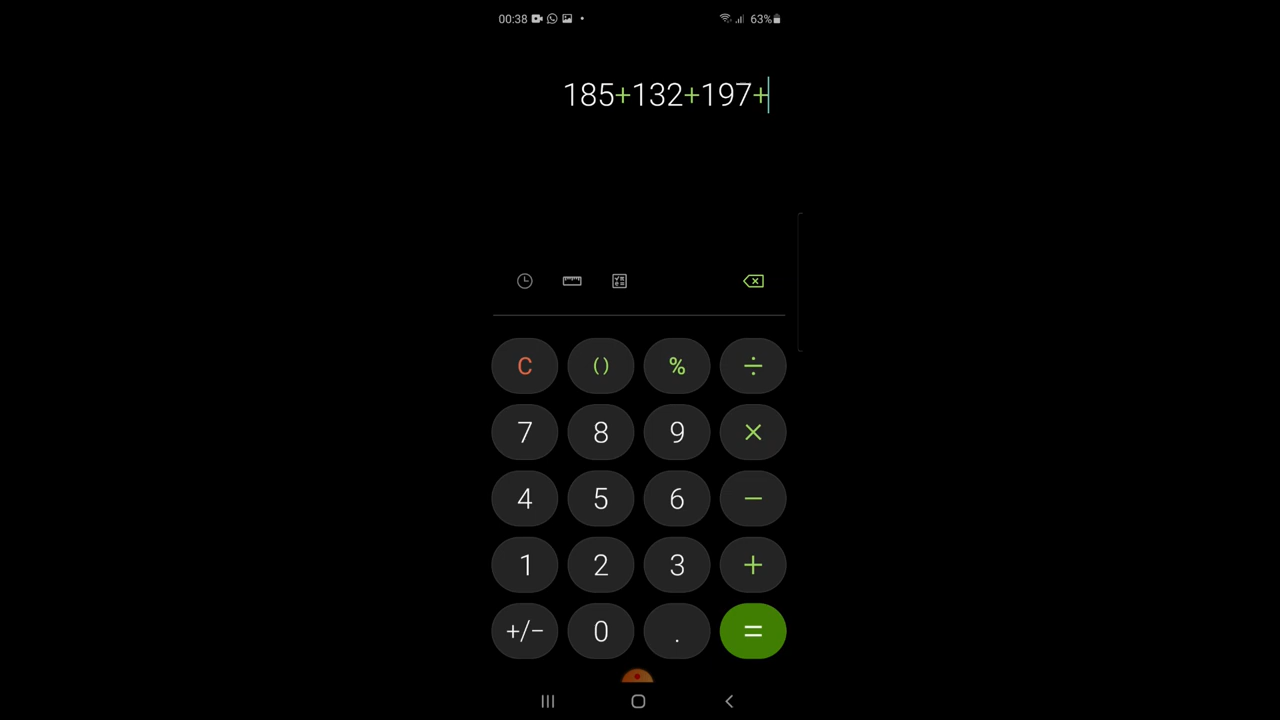 00:38 63%
185+132+197+
C () % ÷
7 8 9 ×
4 5 6 −
1 2 3 +
+/− 0 . =